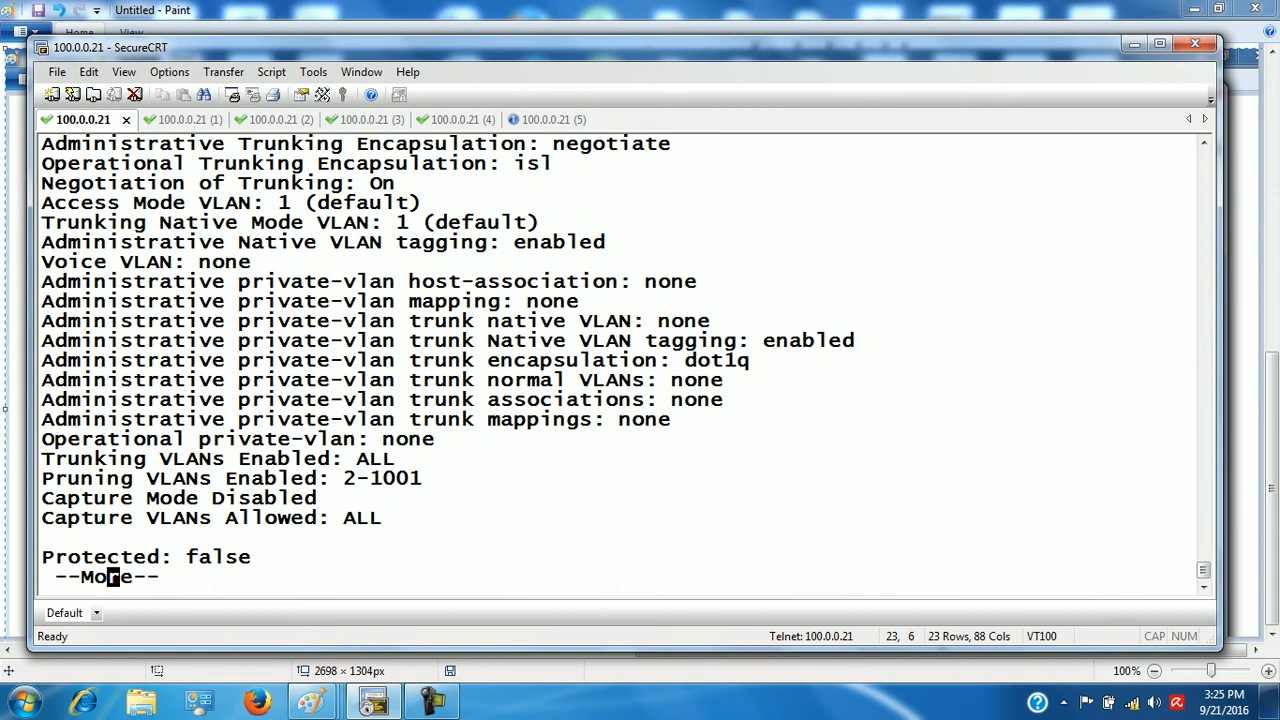 Untitled - Paint
Home
View
100.0.0.21 - SecureCRT
File Edit View Options Transfer Script Tools Window Help
100.0.0.21 100.0.0.21 (1) 100.0.0.21 (2) 100.0.0.21 (3) 100.0.0.21 (4) 100.0.0.21 (5)
Administrative Trunking Encapsulation: negotiate
Operational Trunking Encapsulation: isl
Negotiation of Trunking: On
Access Mode VLAN: 1 (default)
Trunking Native Mode VLAN: 1 (default)
Administrative Native VLAN tagging: enabled
Voice VLAN: none
Administrative private-vlan host-association: none
Administrative private-vlan mapping: none
Administrative private-vlan trunk native VLAN: none
Administrative private-vlan trunk Native VLAN tagging: enabled
Administrative private-vlan trunk encapsulation: dot1q
Administrative private-vlan trunk normal VLANs: none
Administrative private-vlan trunk associations: none
Administrative private-vlan trunk mappings: none
Operational private-vlan: none
Trunking VLANs Enabled: ALL
Pruning VLANs Enabled: 2-1001
Capture Mode Disabled
Capture VLANs Allowed: ALL
Protected: false
--More--
Default
Ready Telnet: 100.0.0.21 23, 6 23 Rows, 88 Cols VT100 CAP NUM
2698 × 1304px 100%
3:25 PM
9/21/2016